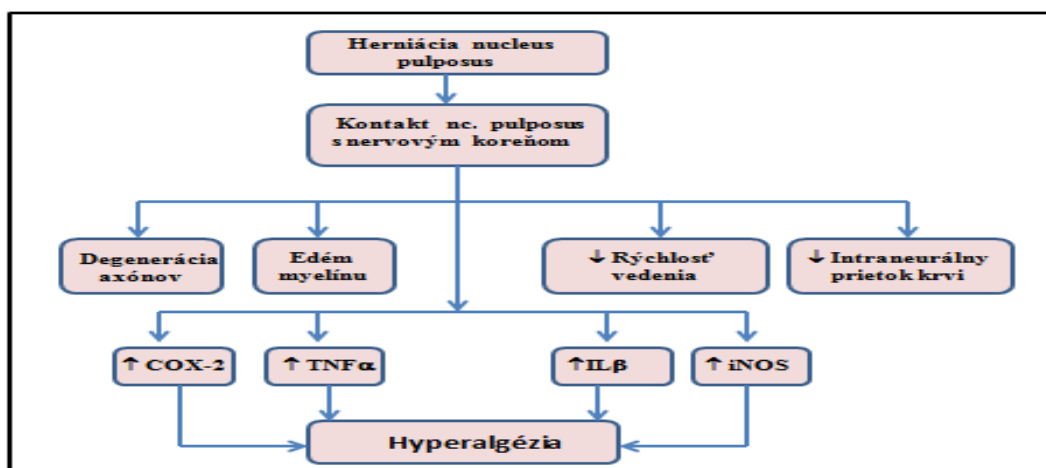 Herniácia nucleus
pulposus
Kontakt nc. pulposus
s nervovým koreňom
Degenerácia
axónov
Edém
myelínu
↓ Rýchlosť
vedenia
↓ Intraneurálny
prietok krvi
↑ COX-2
↑ TNFα
↑ILβ
↑ iNOS
Hyperalgézia